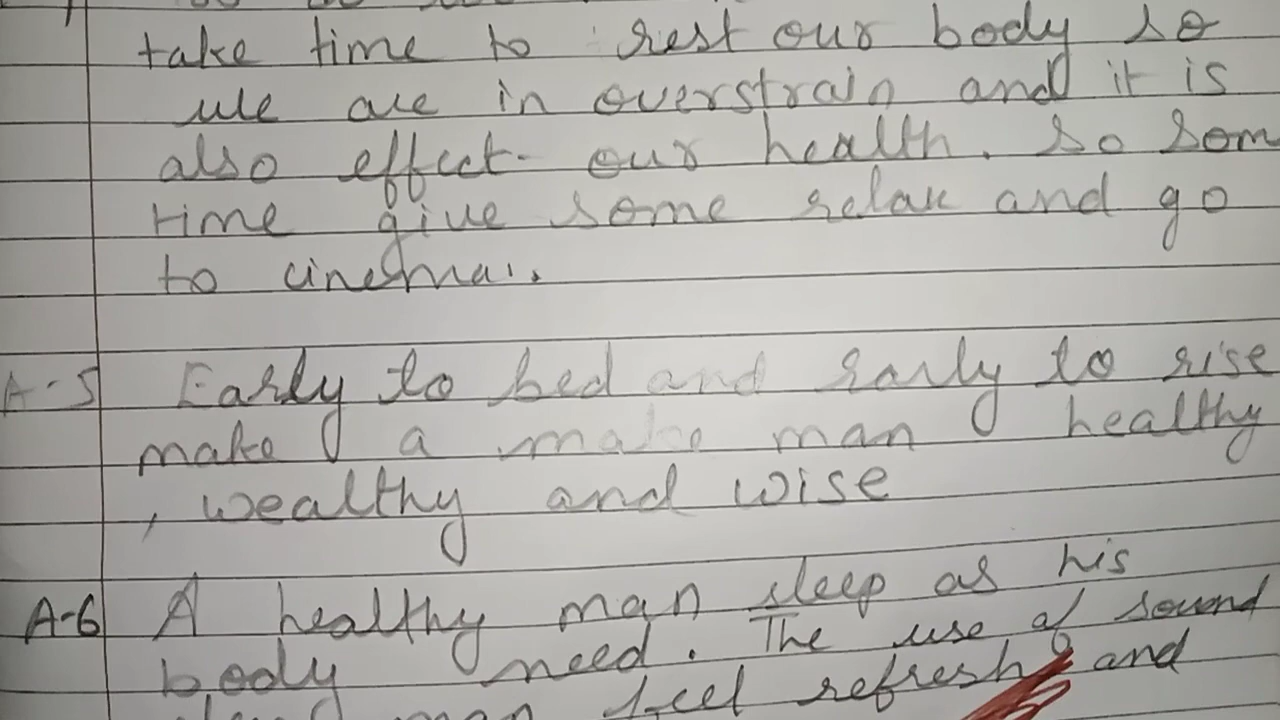 take time to rest our body so
we are in overstrain and it is
also effect our health. So som
time give some relax and go
to cinema.
A-5 Early to bed and early to rise
make a make man healthy
, wealthy and wise
A-6 A healthy man sleep as his
body need. The use of sound
man feel refresh and